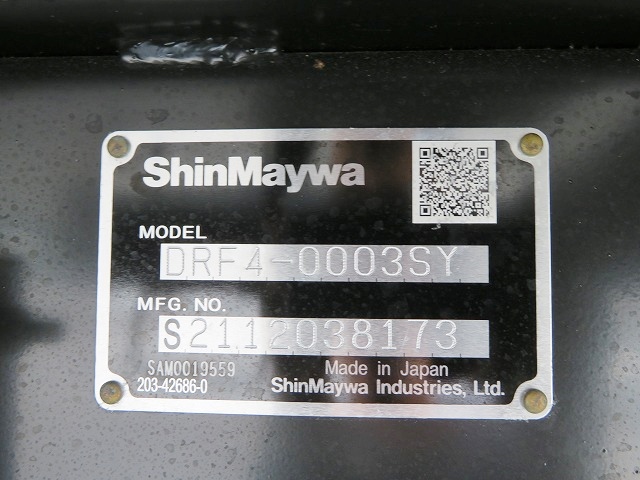 ShinMaywa
MODEL
DRF4-0003SY
MFG. NO.
S2112038173
SAM0019559
Made in Japan
203-42686-0
ShinMaywa Industries, Ltd.